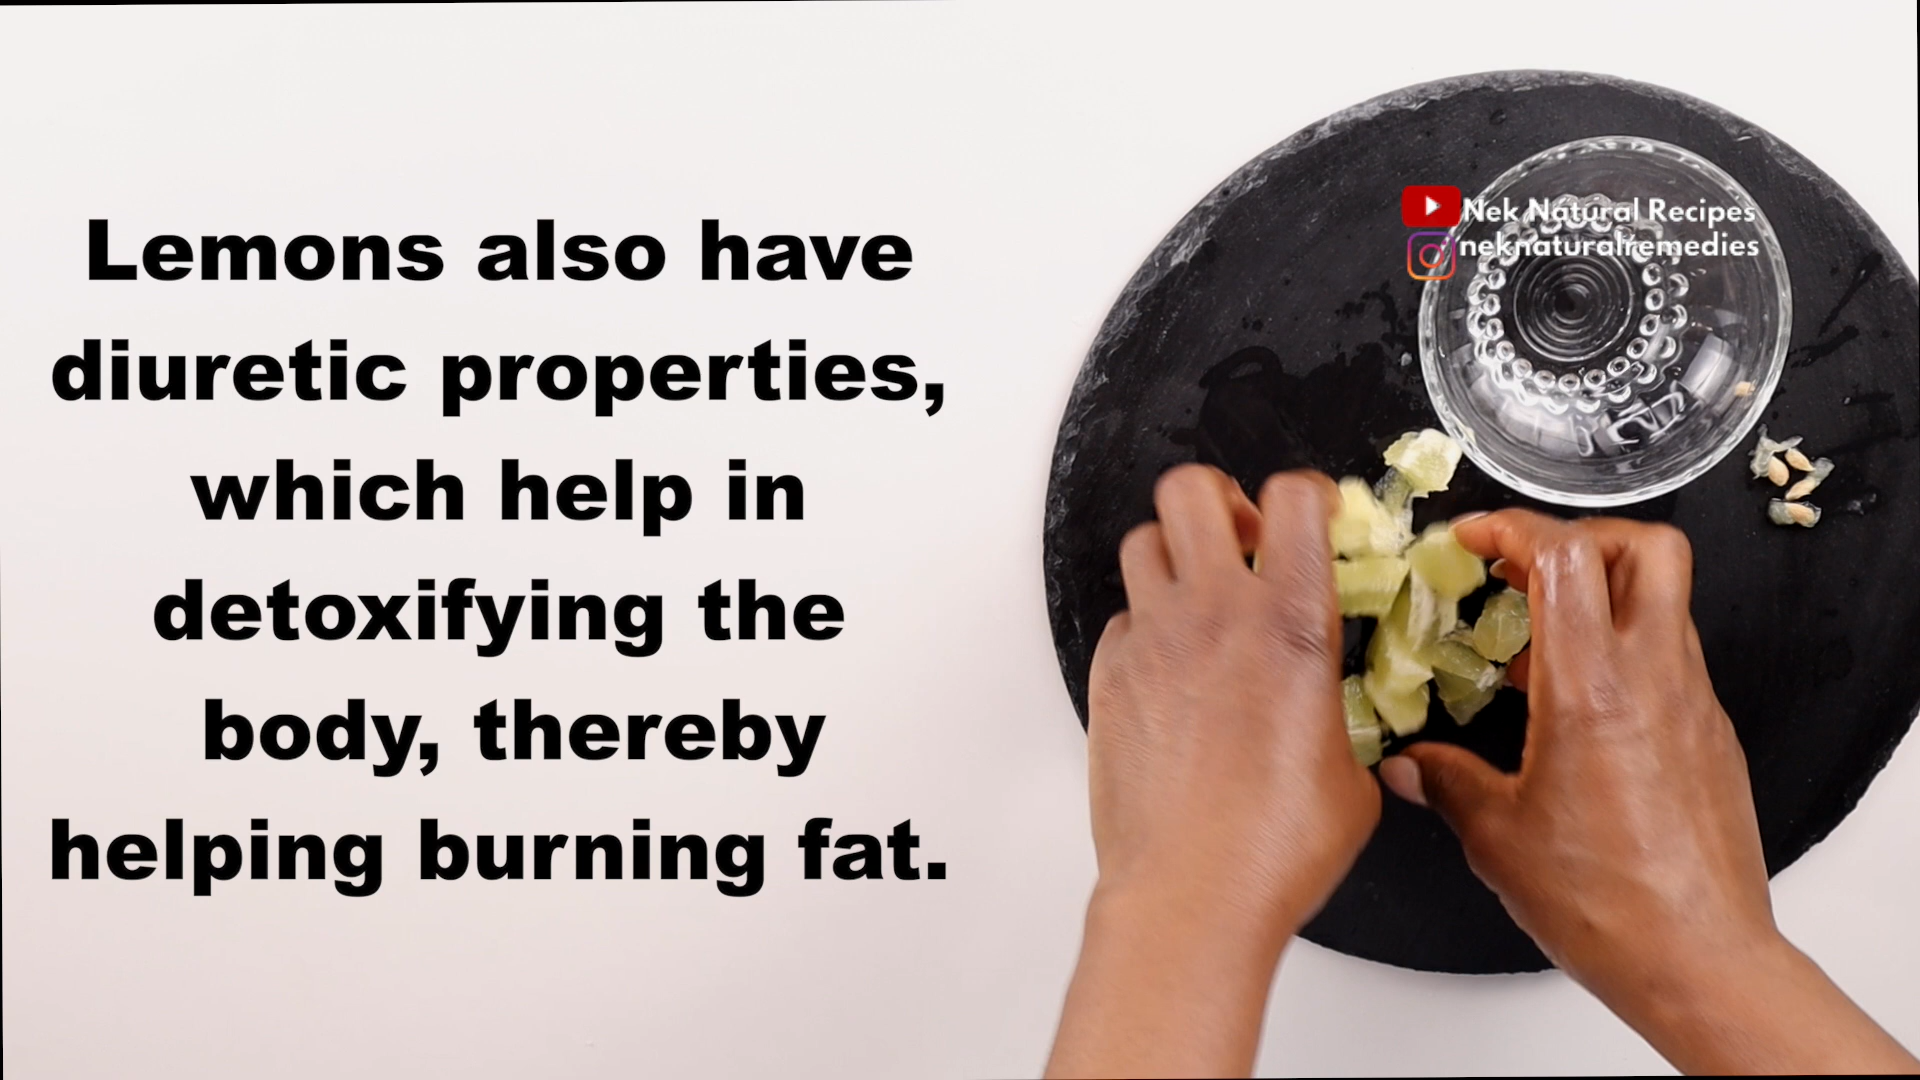 Lemons also have
diuretic properties,
which help in
detoxifying the
body, thereby
helping burning fat.
Nek Natural Recipes
neknaturalremedies